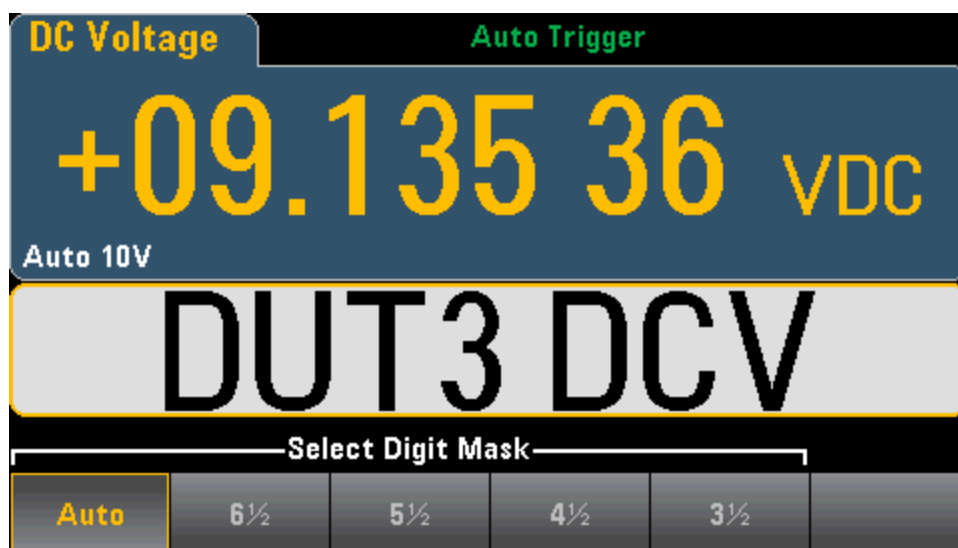 DC Voltage
Auto Trigger
+09.135 36 VDC
Auto 10V
DUT3 DCV
Select Digit Mask
Auto
6½
5½
4½
3½